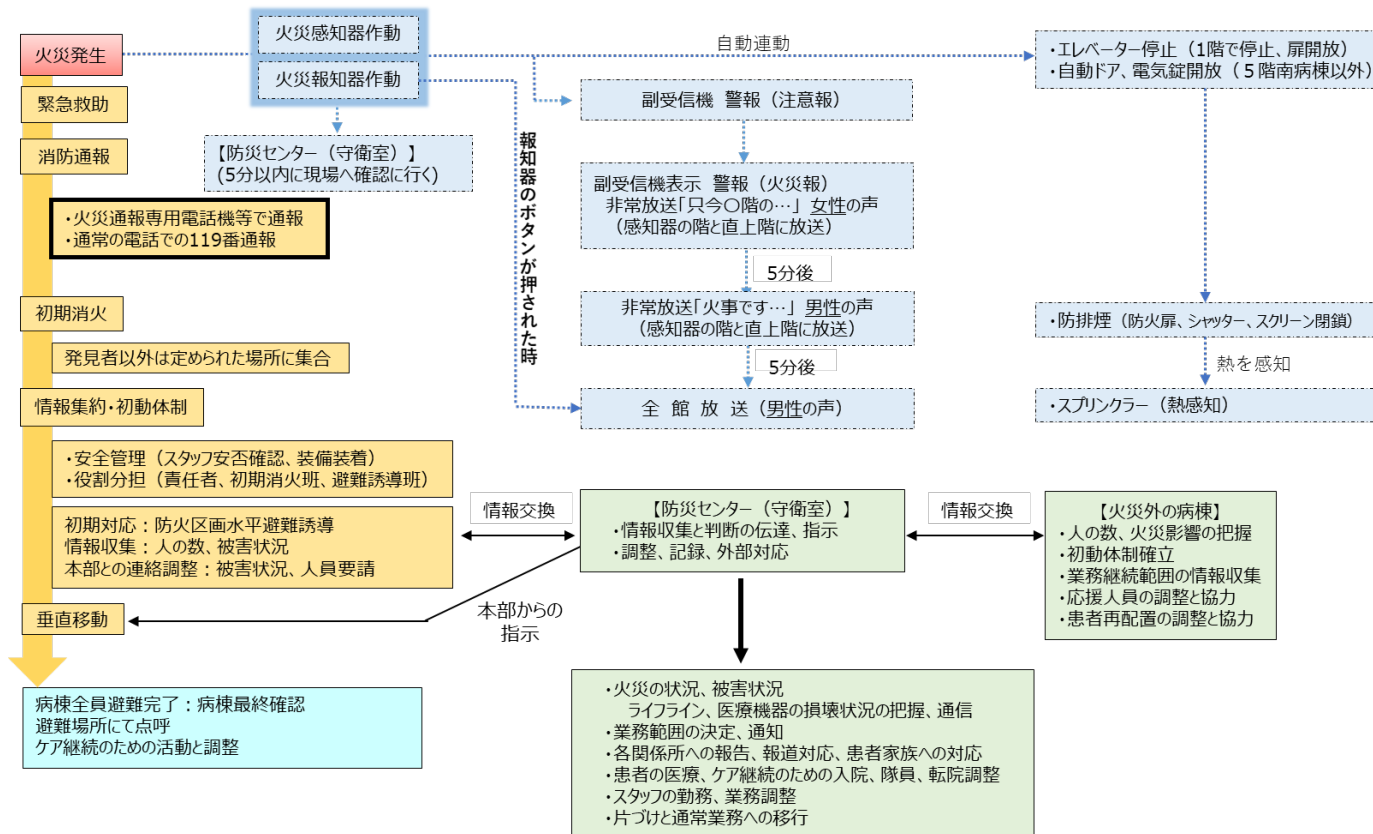 火災発生
緊急救助
消防通報
・火災通報専用電話機等で通報
・通常の電話での119番通報
初期消火
発見者以外は定められた場所に集合
情報集約・初動体制
・安全管理（スタッフ安否確認、装備装着）
・役割分担（責任者、初期消火班、避難誘導班）
初期対応：防火区画水平避難誘導
情報収集：人の数、被害状況
本部との連絡調整：被害状況、人員要請
垂直移動
病棟全員避難完了：病棟最終確認
避難場所にて点呼
ケア継続のための活動と調整
火災感知器作動
火災報知器作動
【防災センター（守衛室）】
(5分以内に現場へ確認に行く)
報知器のボタンが押された時
自動連動
副受信機 警報（注意報）
副受信機表示 警報（火災報）
非常放送「只今〇階の…」女性の声
（感知器の階と直上階に放送）
5分後
非常放送「火事です…」男性の声
（感知器の階と直上階に放送）
5分後
全 館 放 送（男性の声）
・エレベーター停止（1階で停止、扉開放）
・自動ドア、電気錠開放（５階南病棟以外）
・防排煙（防火扉、シャッター、スクリーン閉鎖）
熱を感知
・スプリンクラー（熱感知）
情報交換
【防災センター（守衛室）】
・情報収集と判断の伝達、指示
・調整、記録、外部対応
情報交換
【火災外の病棟】
・人の数、火災影響の把握
・初動体制確立
・業務継続範囲の情報収集
・応援人員の調整と協力
・患者再配置の調整と協力
本部からの
指示
・火災の状況、被害状況
ライフライン、医療機器の損壊状況の把握、通信
・業務範囲の決定、通知
・各関係所への報告、報道対応、患者家族への対応
・患者の医療、ケア継続のための入院、隊員、転院調整
・スタッフの勤務、業務調整
・片づけと通常業務への移行